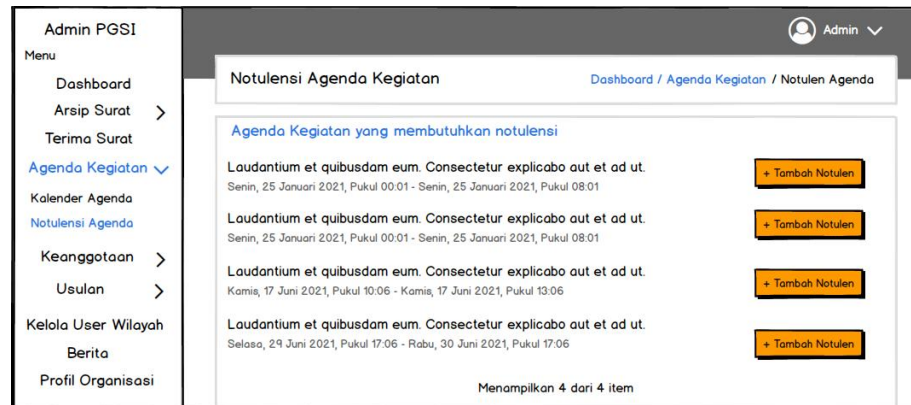 Admin PGSI
Menu
Dashboard
Arsip Surat
Terima Surat
Agenda Kegiatan
Kalender Agenda
Notulensi Agenda
Keanggotaan
Usulan
Kelola User Wilayah
Berita
Profil Organisasi
Admin
Notulensi Agenda Kegiatan
Dashboard / Agenda Kegiatan / Notulen Agenda
Agenda Kegiatan yang membutuhkan notulensi
Laudantium et quibusdam eum. Consectetur explicabo aut et ad ut.
Senin, 25 Januari 2021, Pukul 00:01 - Senin, 25 Januari 2021, Pukul 08:01
+ Tambah Notulen
Laudantium et quibusdam eum. Consectetur explicabo aut et ad ut.
Senin, 25 Januari 2021, Pukul 00:01 - Senin, 25 Januari 2021, Pukul 08:01
+ Tambah Notulen
Laudantium et quibusdam eum. Consectetur explicabo aut et ad ut.
Kamis, 17 Juni 2021, Pukul 10:06 - Kamis, 17 Juni 2021, Pukul 13:06
+ Tambah Notulen
Laudantium et quibusdam eum. Consectetur explicabo aut et ad ut.
Selasa, 29 Juni 2021, Pukul 17:06 - Rabu, 30 Juni 2021, Pukul 17:06
+ Tambah Notulen
Menampilkan 4 dari 4 item